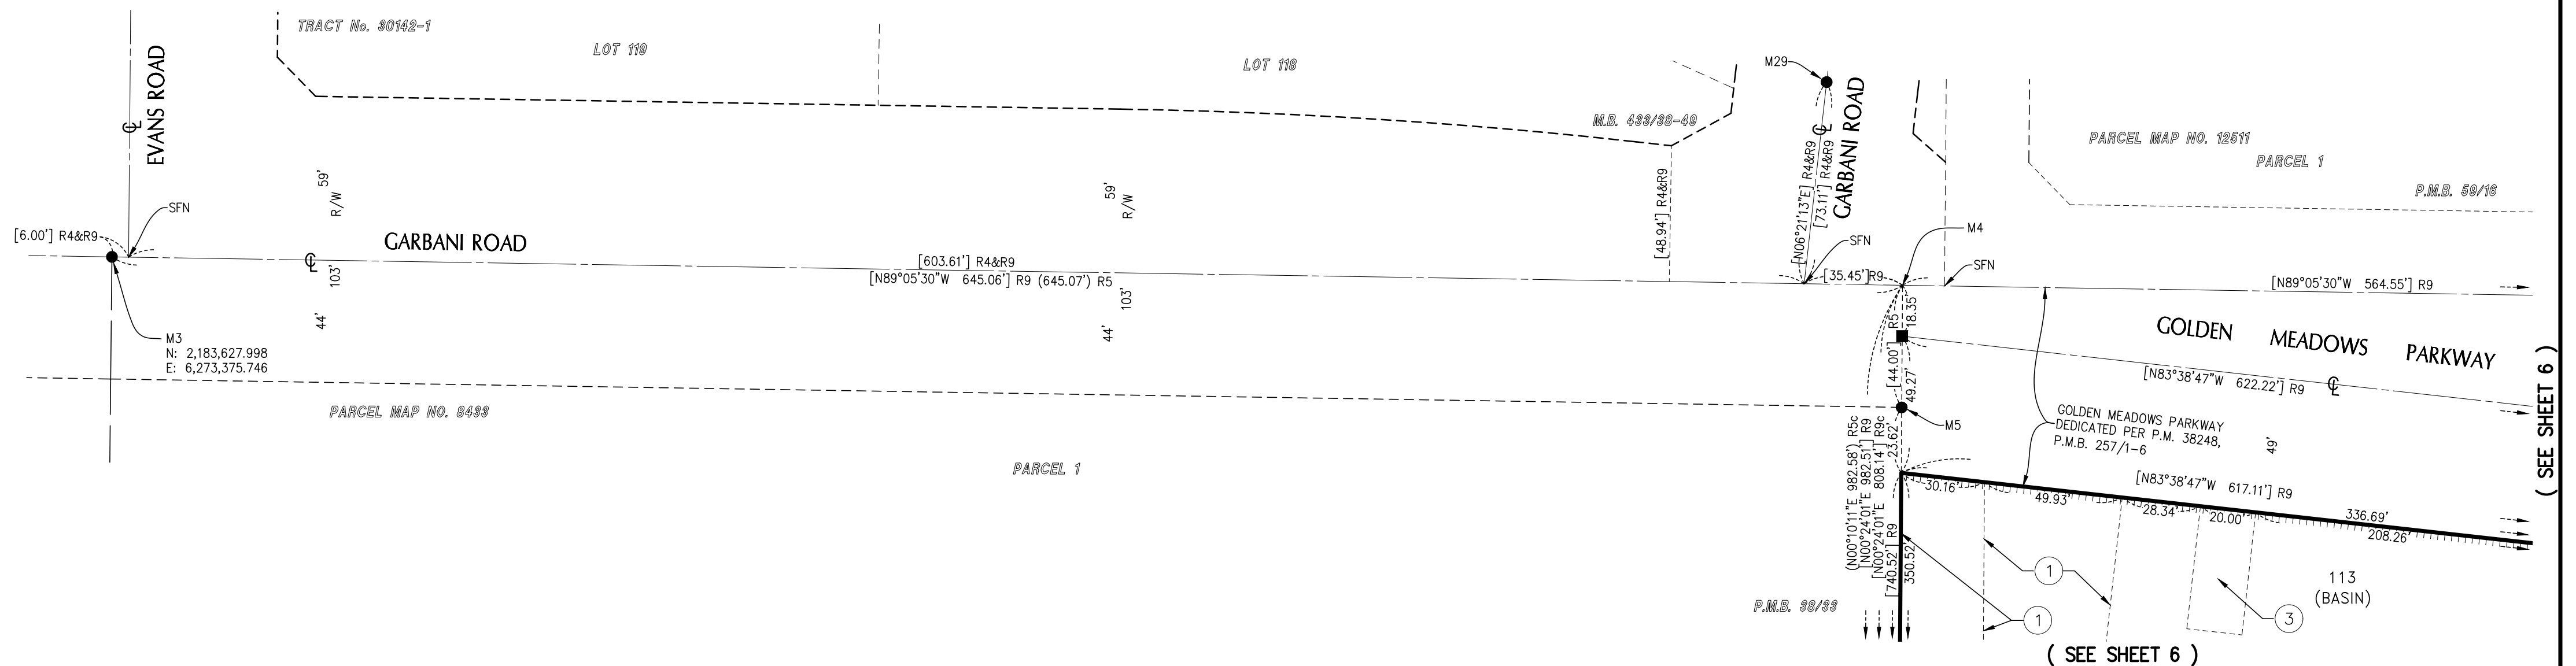 TRACT No. 30142-1
LOT 119
LOT 118
M.B. 433/38-49
EVANS ROAD
SFN
[6.00'] R4&R9
M3
N: 2,183,627.998
E: 6,273,375.746
59'
R/W
103'
44'
GARBANI ROAD
[603.61'] R4&R9
[N89°05'30"W 645.06'] R9 (645.07') R5
59'
R/W
103'
44'
[48.94'] R4&R9
M29
GARBANI ROAD
[N06°21'13"E] R4&R9
[73.11'] R4&R9
SFN
[35.45']R9
M4
SFN
PARCEL MAP NO. 12511
PARCEL 1
P.M.B. 59/16
[N89°05'30"W 564.55'] R9
GOLDEN MEADOWS PARKWAY
[N83°38'47"W 622.22'] R9
[44.00'] R5
18.35'
49.27'
M5
23.62'
GOLDEN MEADOWS PARKWAY
DEDICATED PER P.M. 38248,
P.M.B. 257/1-6
49'
[N83°38'47"W 617.11'] R9
30.16'
49.93'
28.34'
20.00'
336.69'
208.26'
(N00°10'11"E 982.58') R5c
[N00°24'01"E 982.51'] R9
[N00°24'01"E 808.14'] R9c
[740.52'] R9
350.52'
PARCEL MAP NO. 8433
PARCEL 1
P.M.B. 38/33
1
1
3
113
(BASIN)
( SEE SHEET 6 )
( SEE SHEET 6 )